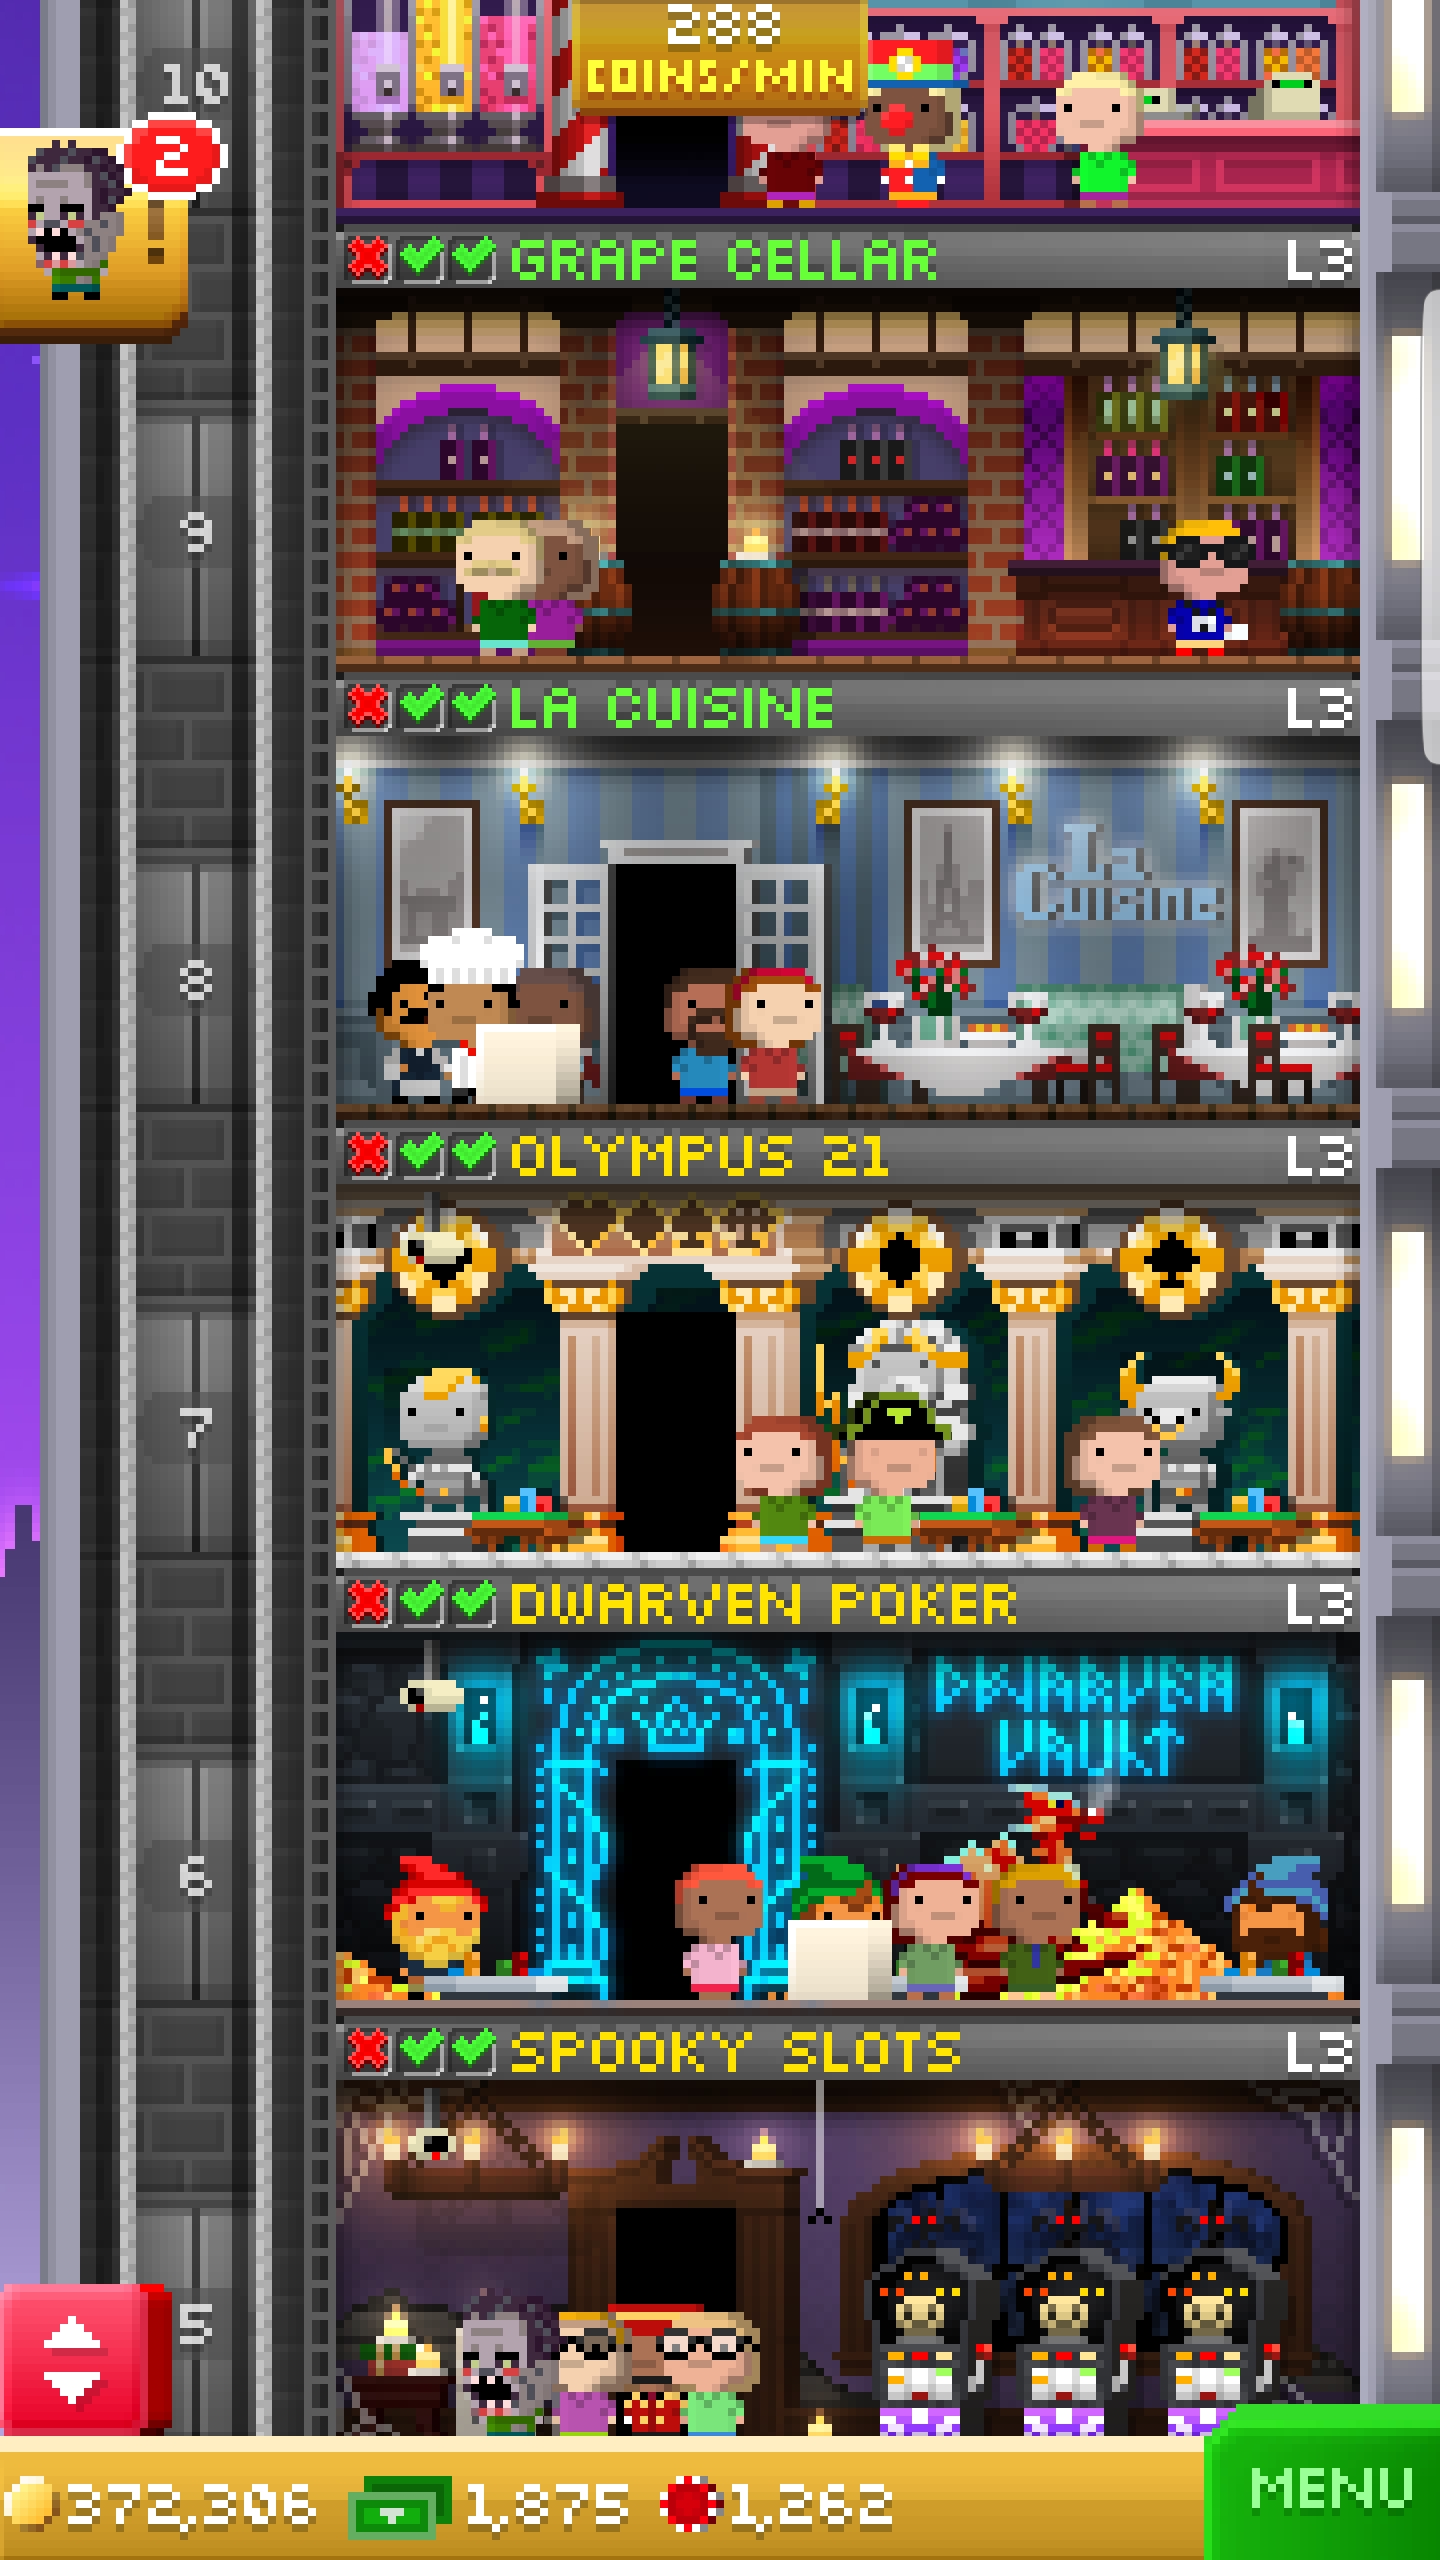 288
COINS/MIN
10
2
!
GRAPE CELLAR L3
9
LA CUISINE L3
La
Cuisine
8
OLYMPUS 21 L3
7
DWARVEN POKER L3
DWARVEN
VAULT
6
SPOOKY SLOTS L3
5
372,306 1,875 1,262
MENU